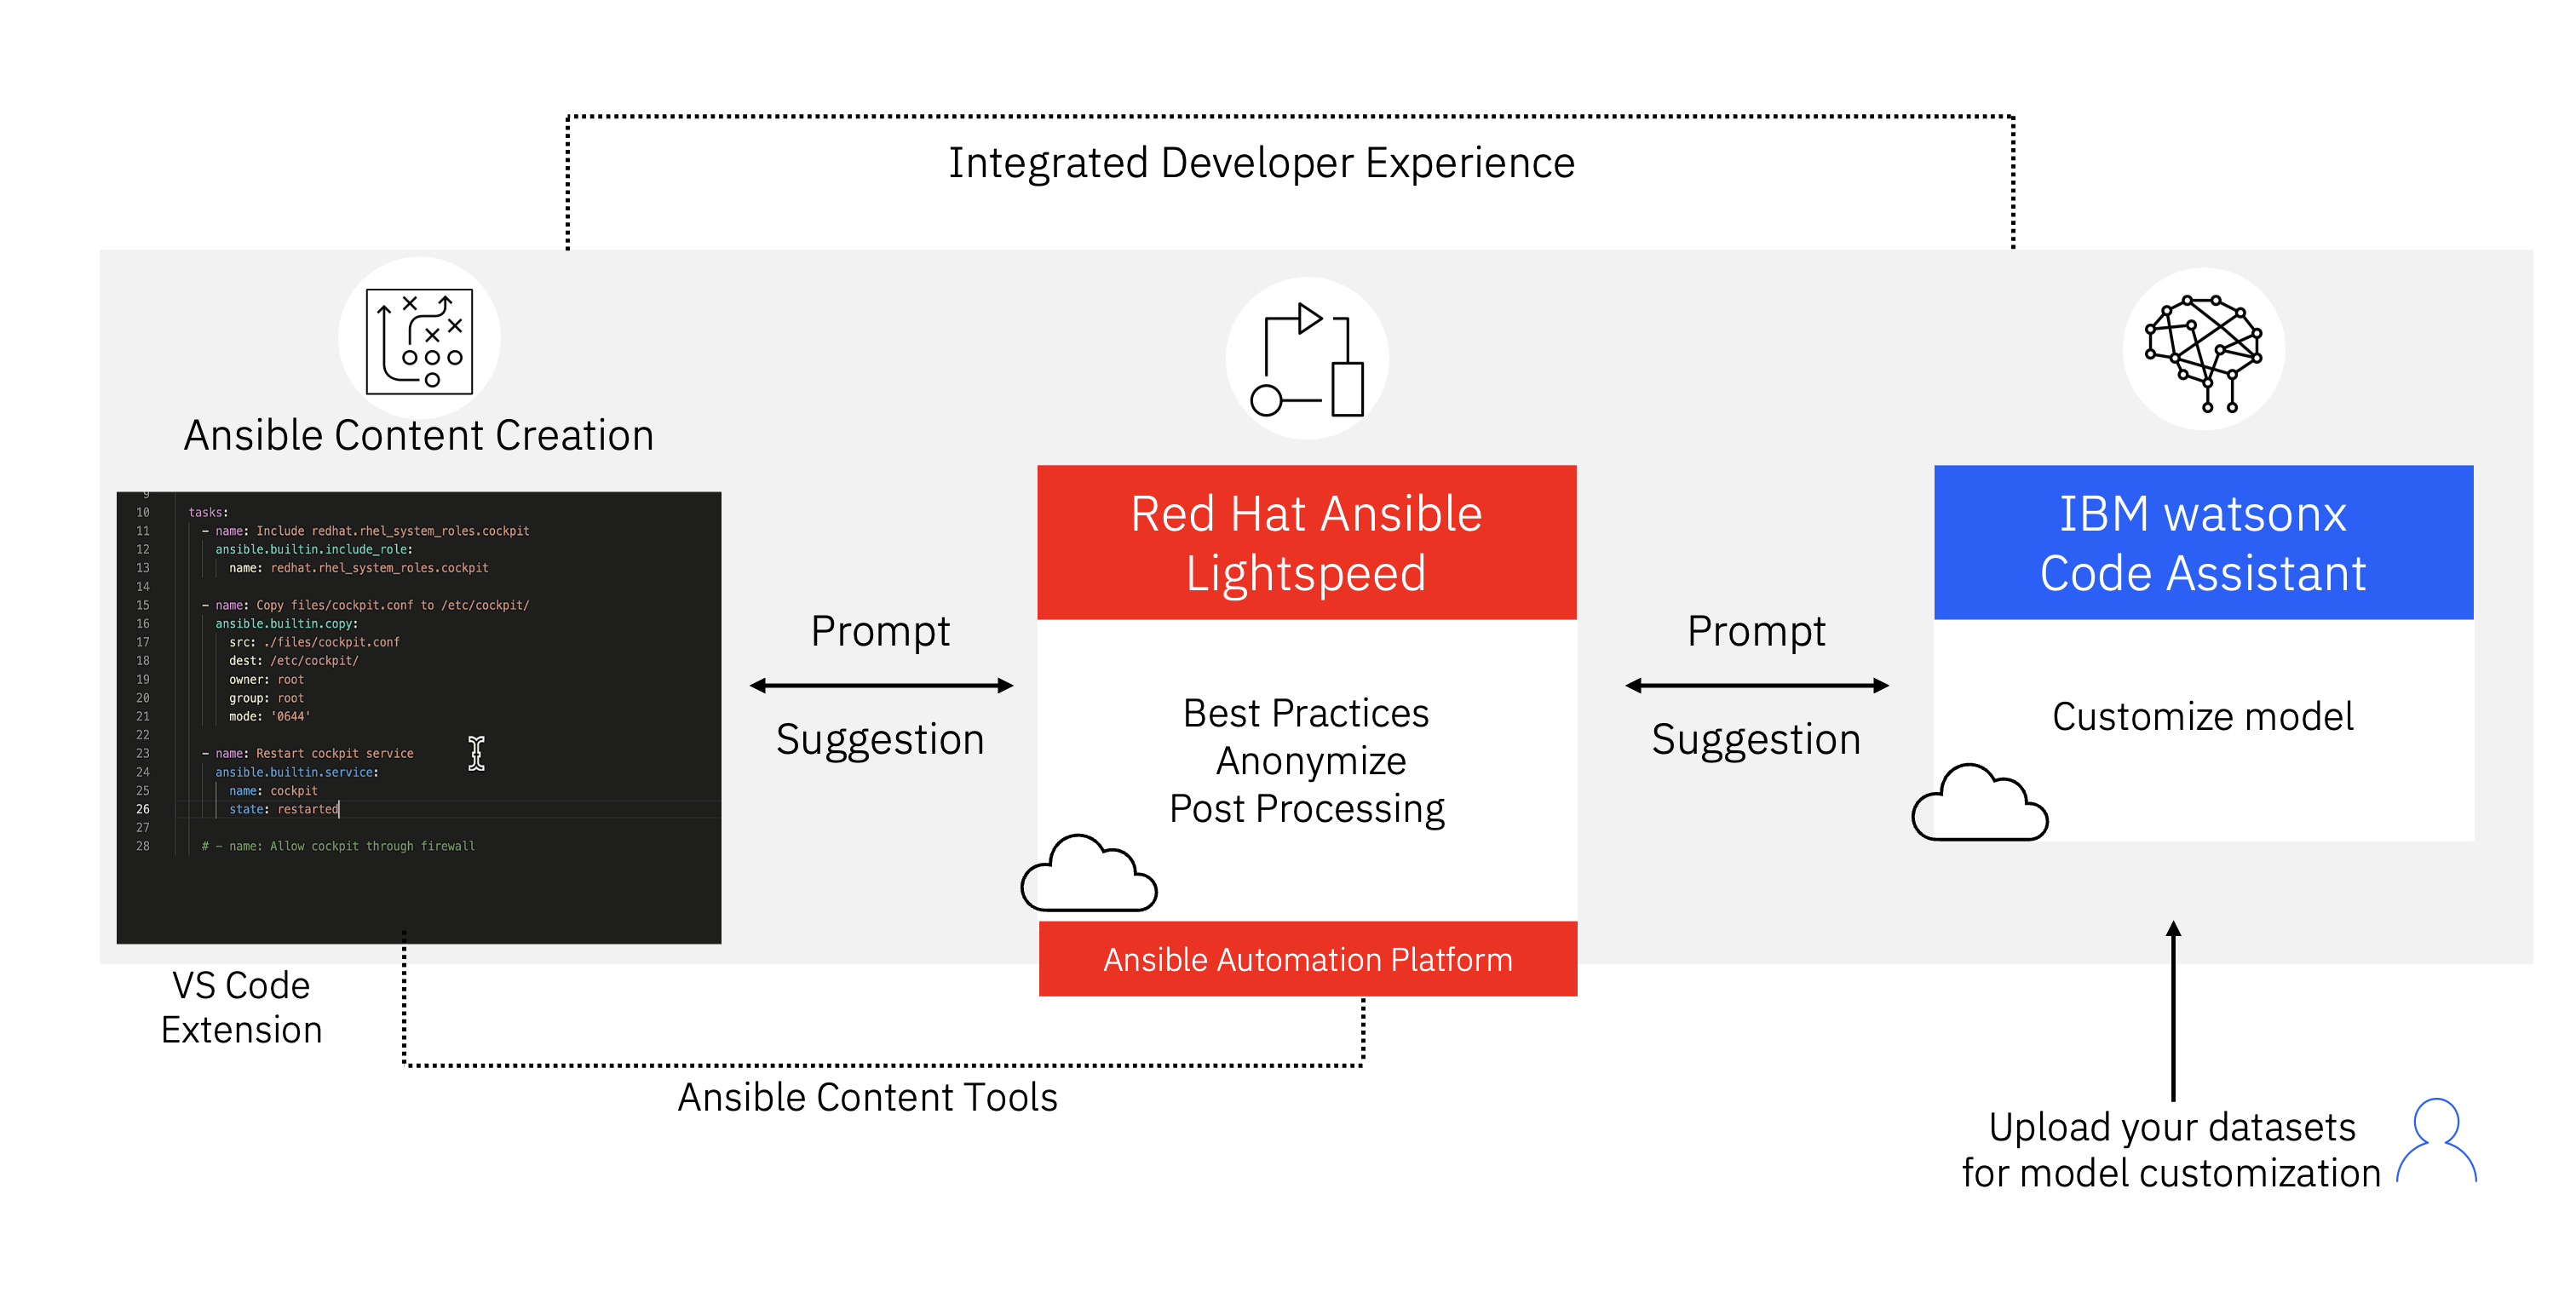 Integrated Developer Experience
Ansible Content Creation
9
10 tasks:
11 - name: Include redhat.rhel_system_roles.cockpit
12 ansible.builtin.include_role:
13 name: redhat.rhel_system_roles.cockpit
14
15 - name: Copy files/cockpit.conf to /etc/cockpit/
16 ansible.builtin.copy:
17 src: ./files/cockpit.conf
18 dest: /etc/cockpit/
19 owner: root
20 group: root
21 mode: '0644'
22
23 - name: Restart cockpit service
24 ansible.builtin.service:
25 name: cockpit
26 state: restarted
27
28 # - name: Allow cockpit through firewall
VS Code
Extension
Prompt
Suggestion
Red Hat Ansible
Lightspeed
Best Practices
Anonymize
Post Processing
Ansible Automation Platform
Ansible Content Tools
Prompt
Suggestion
IBM watsonx
Code Assistant
Customize model
Upload your datasets
for model customization